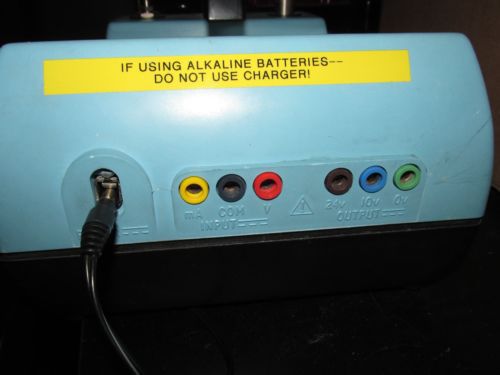 IF USING ALKALINE BATTERIES--
DO NOT USE CHARGER!
mA COM V 24v 10v 0v
INPUT--- OUTPUT---